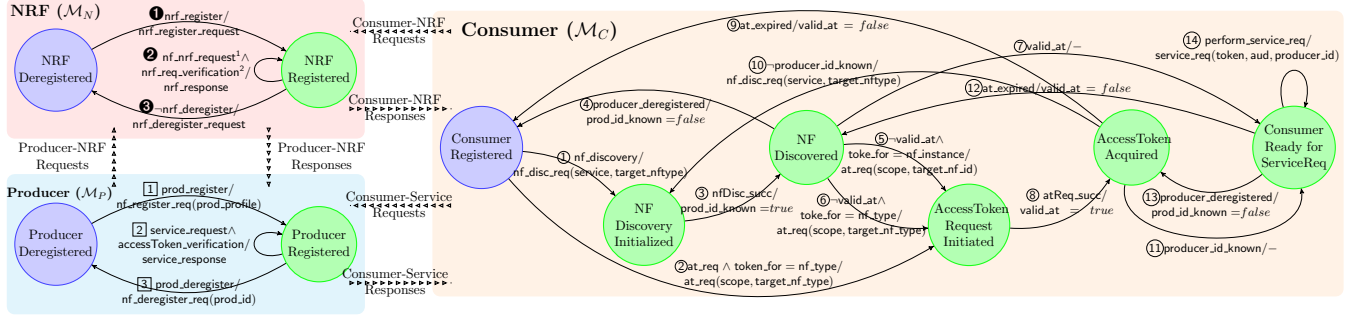 NRF (M_N)
❶nrf_register/
nrf_register_request
NRF
Deregistered
❷ nf_nrf_request¹∧
nrf_req_verification²/
nrf_response
NRF
Registered
❸¬nrf_deregister/
nrf_deregister_request
Consumer-NRF
Requests
Consumer-NRF
Responses
Producer-NRF
Requests
Producer-NRF
Responses
Producer (M_P)
1 prod_register/
nf_register_req(prod_profile)
Producer
Deregistered
2 service_request∧
accessToken_verification/
service_response
Producer
Registered
3 prod_deregister/
nf_deregister_req(prod_id)
Consumer-Service
Requests
Consumer-Service
Responses
Consumer (M_C)
⑨at_expired/valid_at = false
⑦valid_at/−
⑭ perform_service_req/
service_req(token, aud, producer_id)
⑩¬producer_id_known/
nf_disc_req(service, target_nftype)
⑫at_expired/valid_at = false
④producer_deregistered/
prod_id_known =false
Consumer
Registered
NF
Discovered
AccessToken
Acquired
Consumer
Ready for
ServiceReq
① nf_discovery/
nf_disc_req(service, target_nftype)
⑤¬valid_at∧
toke_for = nf_instance/
at_req(scope, target_nf_id)
③ nfDisc_succ/
prod_id_known =true
NF
Discovery
Initialized
⑥¬valid_at∧
toke_for = nf_type/
at_req(scope, target_nf_type)
AccessToken
Request
Initiated
⑧ atReq_succ/
valid_at = true
⑬producer_deregistered/
prod_id_known =false
⑪producer_id_known/−
②at_req ∧ token_for = nf_type/
at_req(scope, target_nf_type)